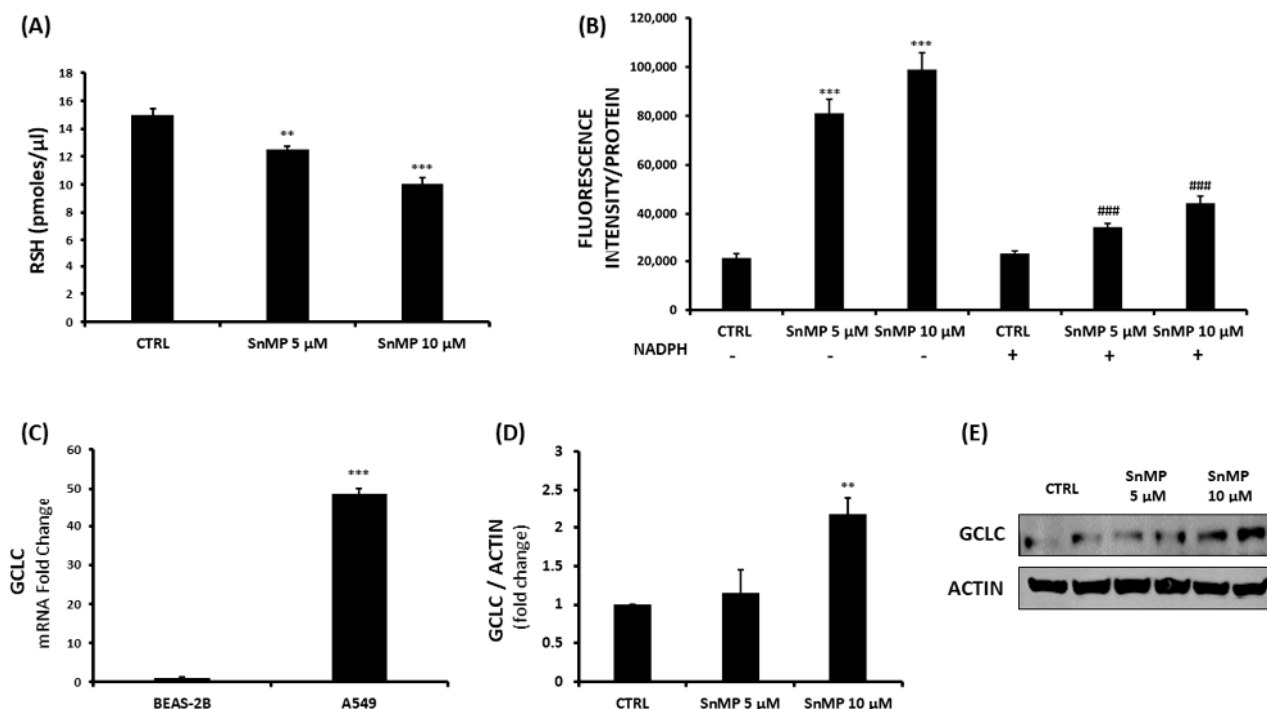 (A)
RSH (pmoles/µl)
18
16
14
12
10
8
6
4
2
0
**
***
CTRL
SnMP 5 µM
SnMP 10 µM
(B)
FLUORESCENCE
INTENSITY/PROTEIN
120,000
100,000
80,000
60,000
40,000
20,000
0
***
***
###
###
CTRL SnMP 5 µM SnMP 10 µM CTRL SnMP 5 µM SnMP 10 µM
NADPH - - - + + +
(C)
GCLC
mRNA Fold Change
60
50
40
30
20
10
0
***
BEAS-2B
A549
(D)
GCLC / ACTIN
(fold change)
3
2.5
2
1.5
1
0.5
0
**
CTRL
SnMP 5 µM
SnMP 10 µM
(E)
CTRL
SnMP
5 µM
SnMP
10 µM
GCLC
ACTIN